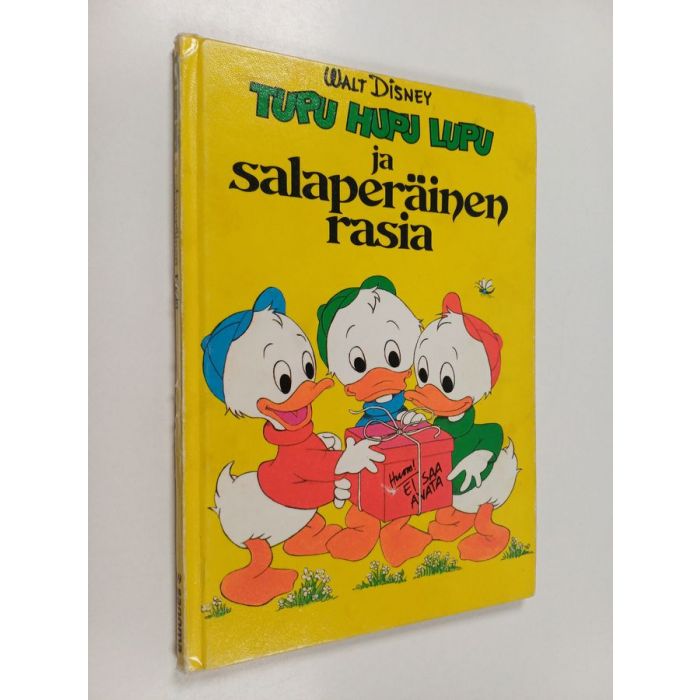 WALT DISNEY
TUPU HUPU LUPU
ja
salaperäinen
rasia
Huom!
EI SAA
AVATA